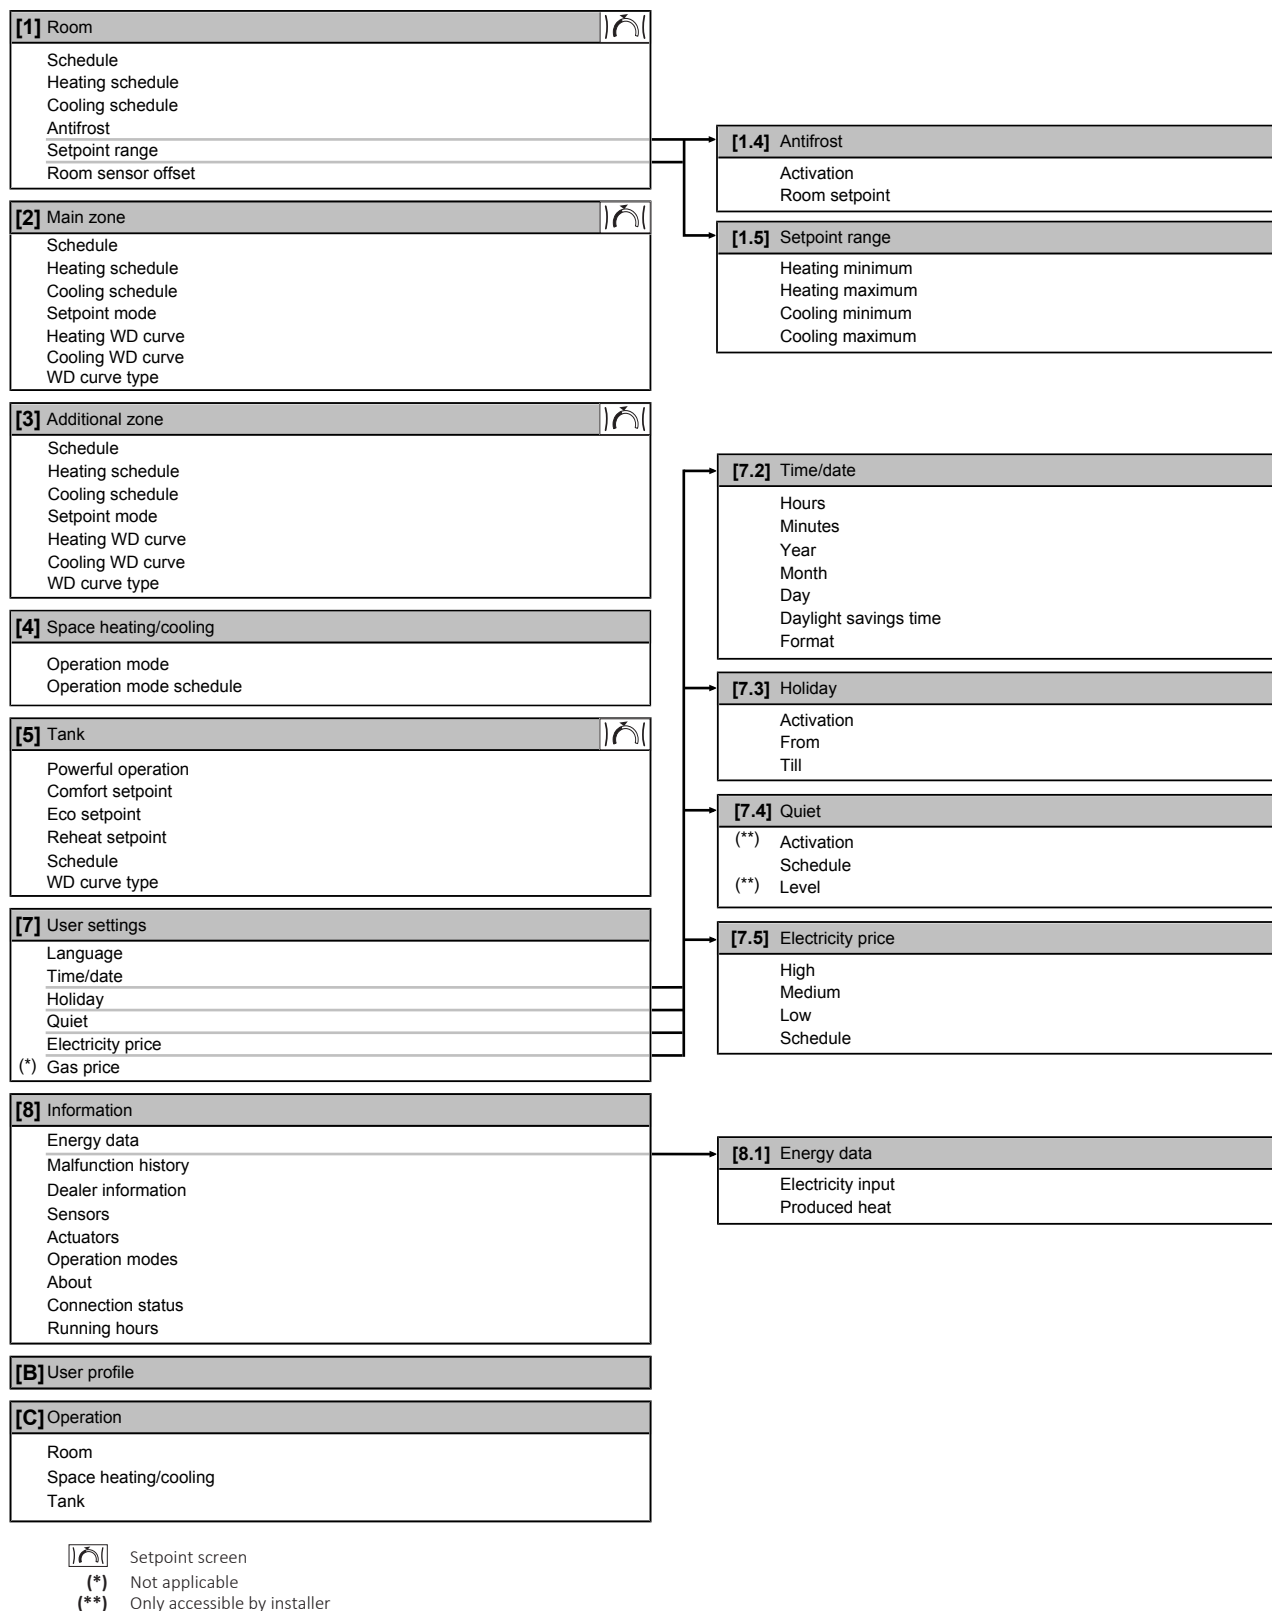 [1] Room
Schedule
Heating schedule
Cooling schedule
Antifrost
Setpoint range
Room sensor offset
[1.4] Antifrost
Activation
Room setpoint
[1.5] Setpoint range
Heating minimum
Heating maximum
Cooling minimum
Cooling maximum
[2] Main zone
Schedule
Heating schedule
Cooling schedule
Setpoint mode
Heating WD curve
Cooling WD curve
WD curve type
[3] Additional zone
Schedule
Heating schedule
Cooling schedule
Setpoint mode
Heating WD curve
Cooling WD curve
WD curve type
[4] Space heating/cooling
Operation mode
Operation mode schedule
[5] Tank
Powerful operation
Comfort setpoint
Eco setpoint
Reheat setpoint
Schedule
WD curve type
[7] User settings
Language
Time/date
Holiday
Quiet
Electricity price
(*) Gas price
[7.2] Time/date
Hours
Minutes
Year
Month
Day
Daylight savings time
Format
[7.3] Holiday
Activation
From
Till
[7.4] Quiet
(**) Activation
Schedule
(**) Level
[7.5] Electricity price
High
Medium
Low
Schedule
[8] Information
Energy data
Malfunction history
Dealer information
Sensors
Actuators
Operation modes
About
Connection status
Running hours
[8.1] Energy data
Electricity input
Produced heat
[B] User profile
[C] Operation
Room
Space heating/cooling
Tank
Setpoint screen
(*) Not applicable
(**) Only accessible by installer